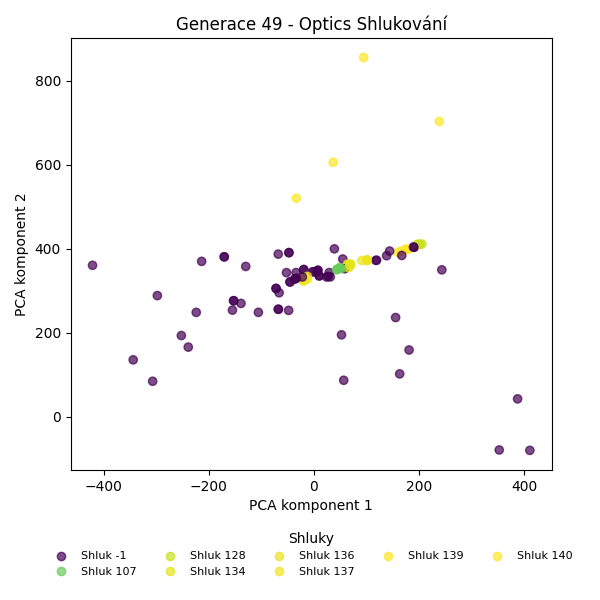 Generace 49 - Optics Shlukování
PCA komponent 2
800
600
400
200
0
−400
−200
0
200
400
PCA komponent 1
Shluky
Shluk -1
Shluk 128
Shluk 136
Shluk 139
Shluk 140
Shluk 107
Shluk 134
Shluk 137